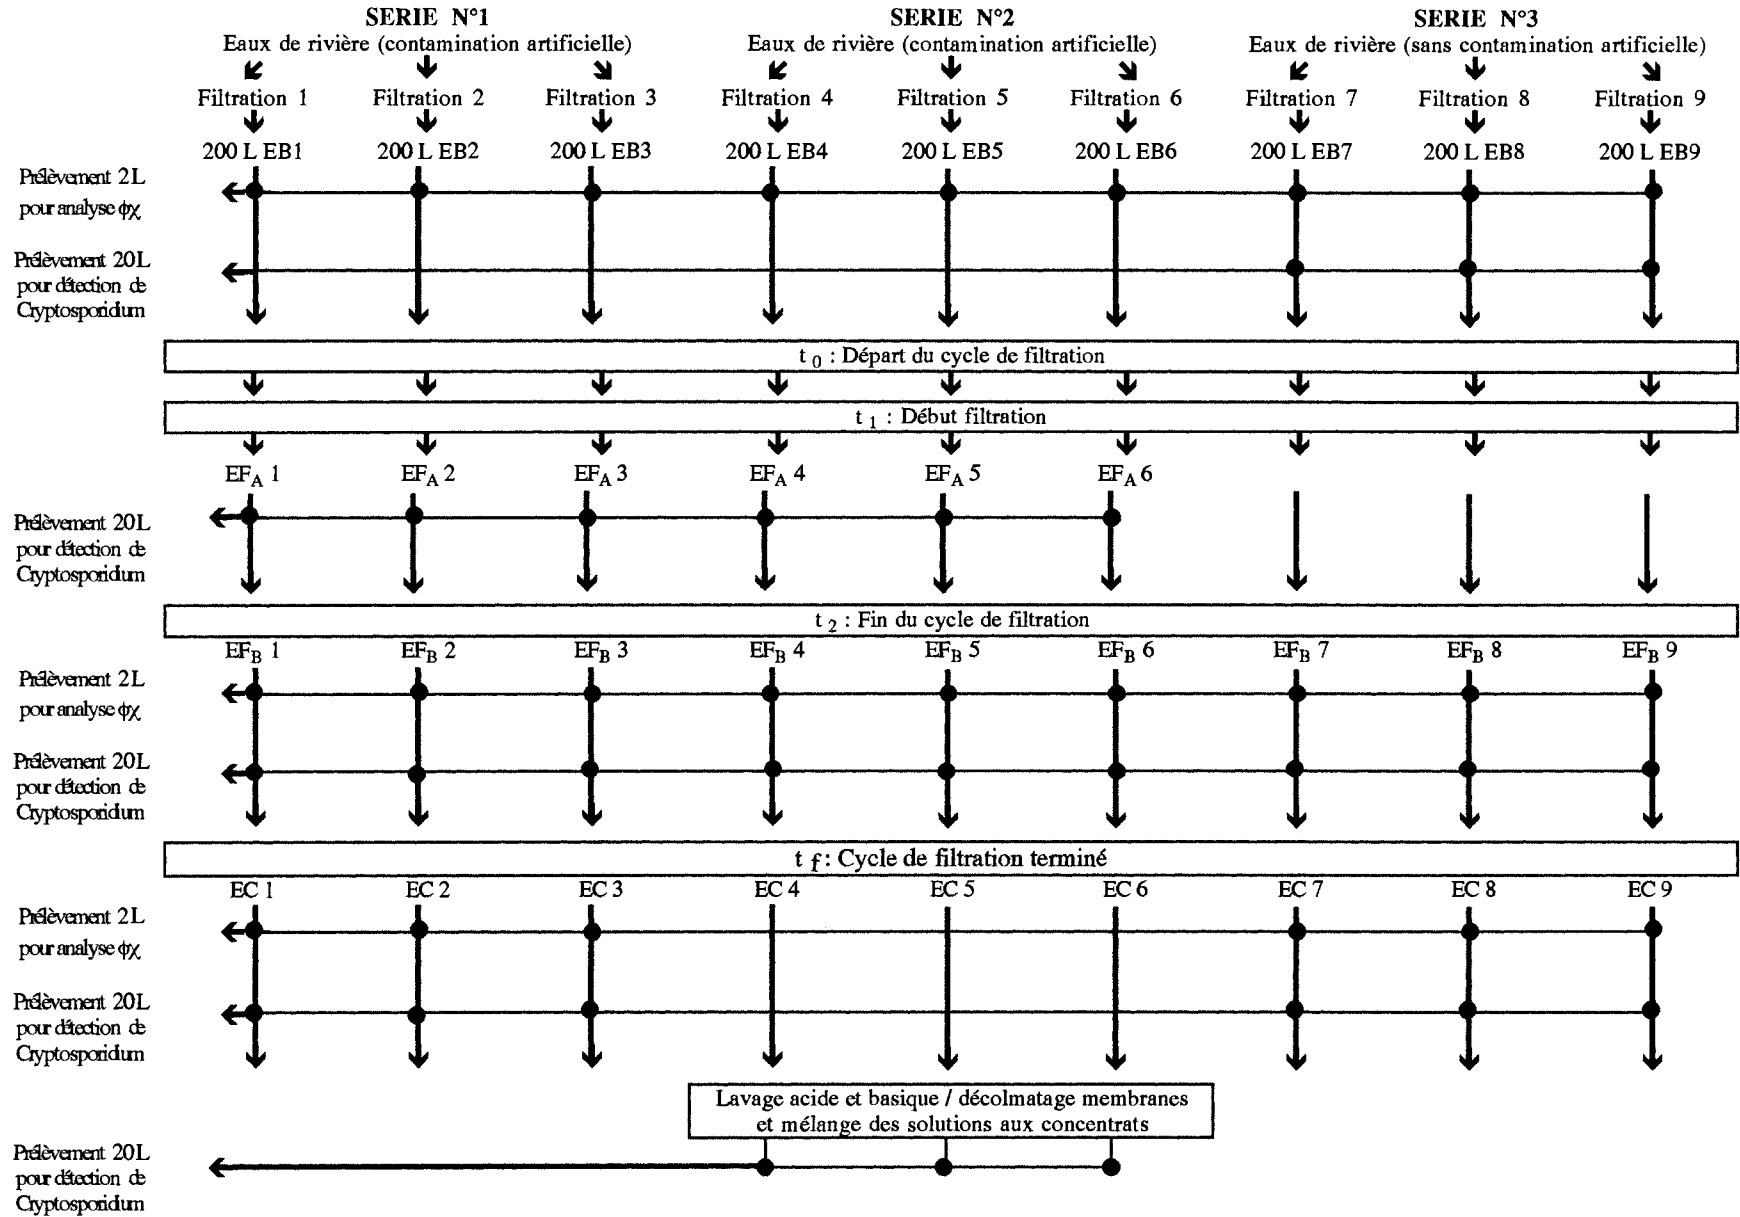 SERIE N°1
SERIE N°2
SERIE N°3
Eaux de rivière (contamination artificielle)
Eaux de rivière (contamination artificielle)
Eaux de rivière (sans contamination artificielle)
Filtration 1
Filtration 2
Filtration 3
Filtration 4
Filtration 5
Filtration 6
Filtration 7
Filtration 8
Filtration 9
200 L EB1
200 L EB2
200 L EB3
200 L EB4
200 L EB5
200 L EB6
200 L EB7
200 L EB8
200 L EB9
Prélèvement 2L
pour analyse ϕχ
Prélèvement 20L
pour détection de
Cryptosporidium
t 0 : Départ du cycle de filtration
t 1 : Début filtration
EFA 1
EFA 2
EFA 3
EFA 4
EFA 5
EFA 6
Prélèvement 20L
pour détection de
Cryptosporidium
t 2 : Fin du cycle de filtration
EFB 1
EFB 2
EFB 3
EFB 4
EFB 5
EFB 6
EFB 7
EFB 8
EFB 9
Prélèvement 2L
pour analyse ϕχ
Prélèvement 20L
pour détection de
Cryptosporidium
t f : Cycle de filtration terminé
EC 1
EC 2
EC 3
EC 4
EC 5
EC 6
EC 7
EC 8
EC 9
Prélèvement 2L
pour analyse ϕχ
Prélèvement 20L
pour détection de
Cryptosporidium
Lavage acide et basique / décolmatage membranes
et mélange des solutions aux concentrats
Prélèvement 20L
pour détection de
Cryptosporidium